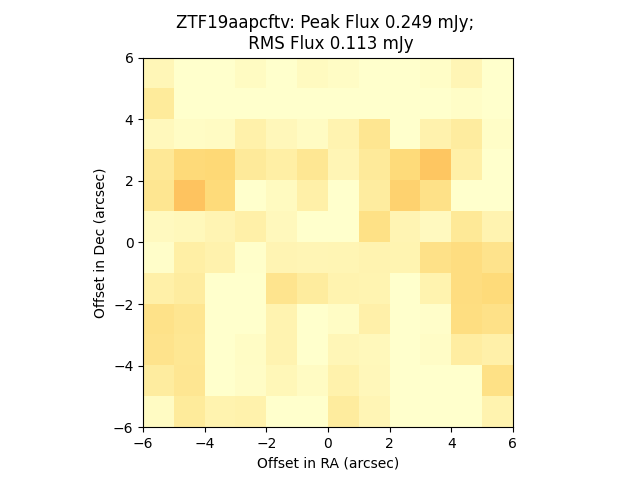 ZTF19aapcftv: Peak Flux 0.249 mJy;
RMS Flux 0.113 mJy
6
4
2
0
−2
−4
−6
Offset in Dec (arcsec)
−6 −4 −2 0 2 4 6
Offset in RA (arcsec)